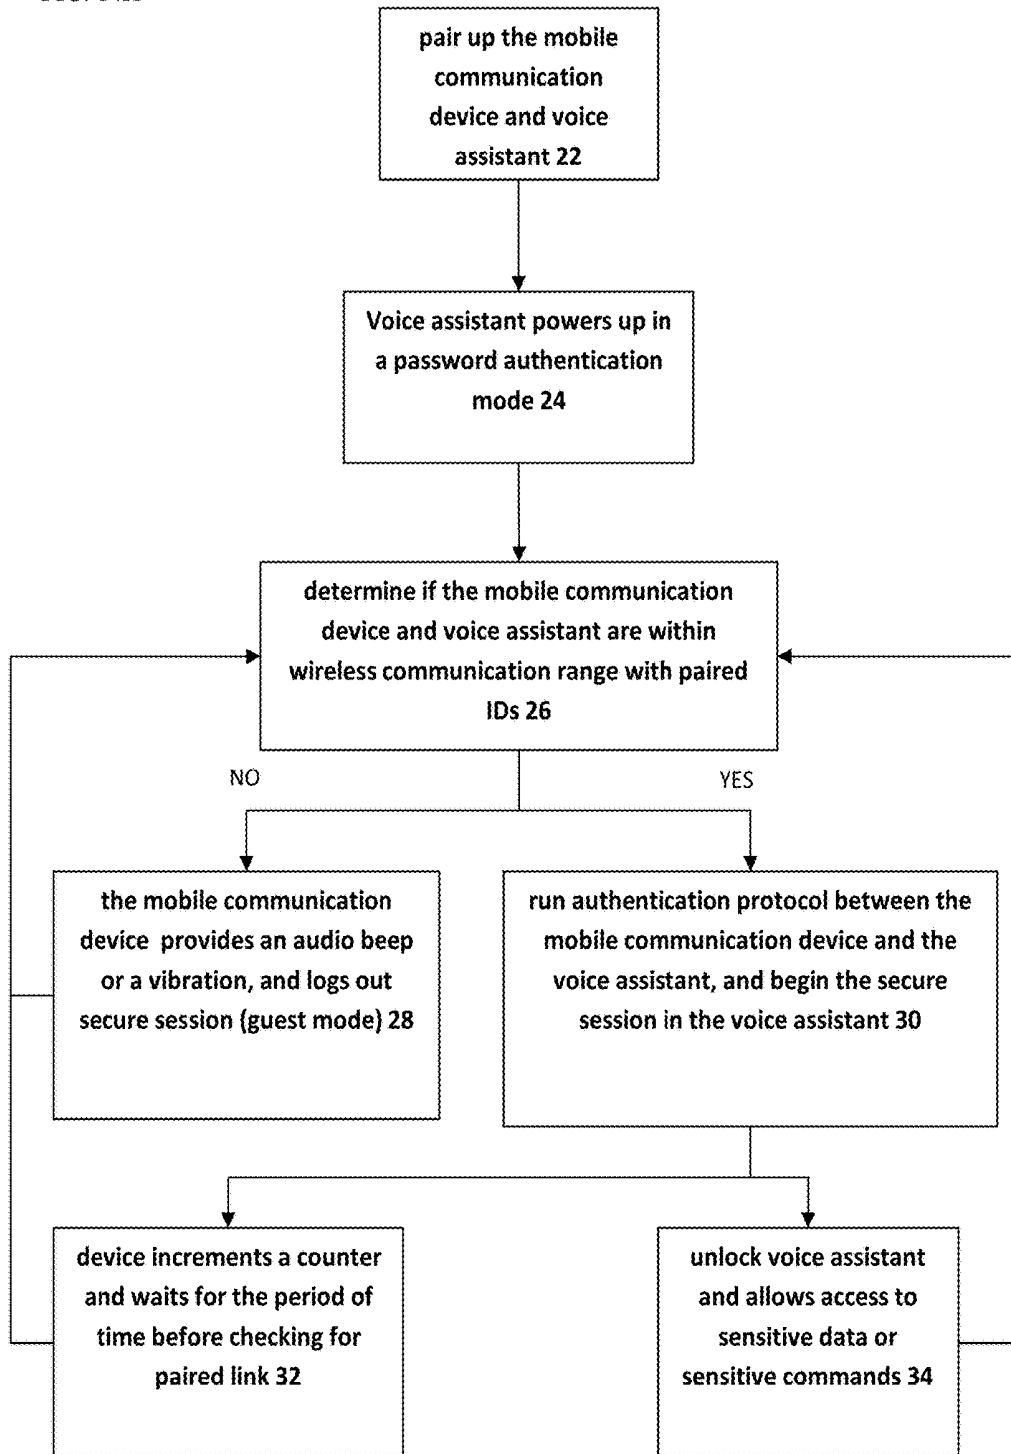 pair up the mobile
communication
device and voice
assistant 22
Voice assistant powers up in
a password authentication
mode 24
determine if the mobile communication
device and voice assistant are within
wireless communication range with paired
IDs 26
NO
YES
the mobile communication
device provides an audio beep
or a vibration, and logs out
secure session (guest mode) 28
run authentication protocol between the
mobile communication device and the
voice assistant, and begin the secure
session in the voice assistant 30
device increments a counter
and waits for the period of
time before checking for
paired link 32
unlock voice assistant
and allows access to
sensitive data or
sensitive commands 34